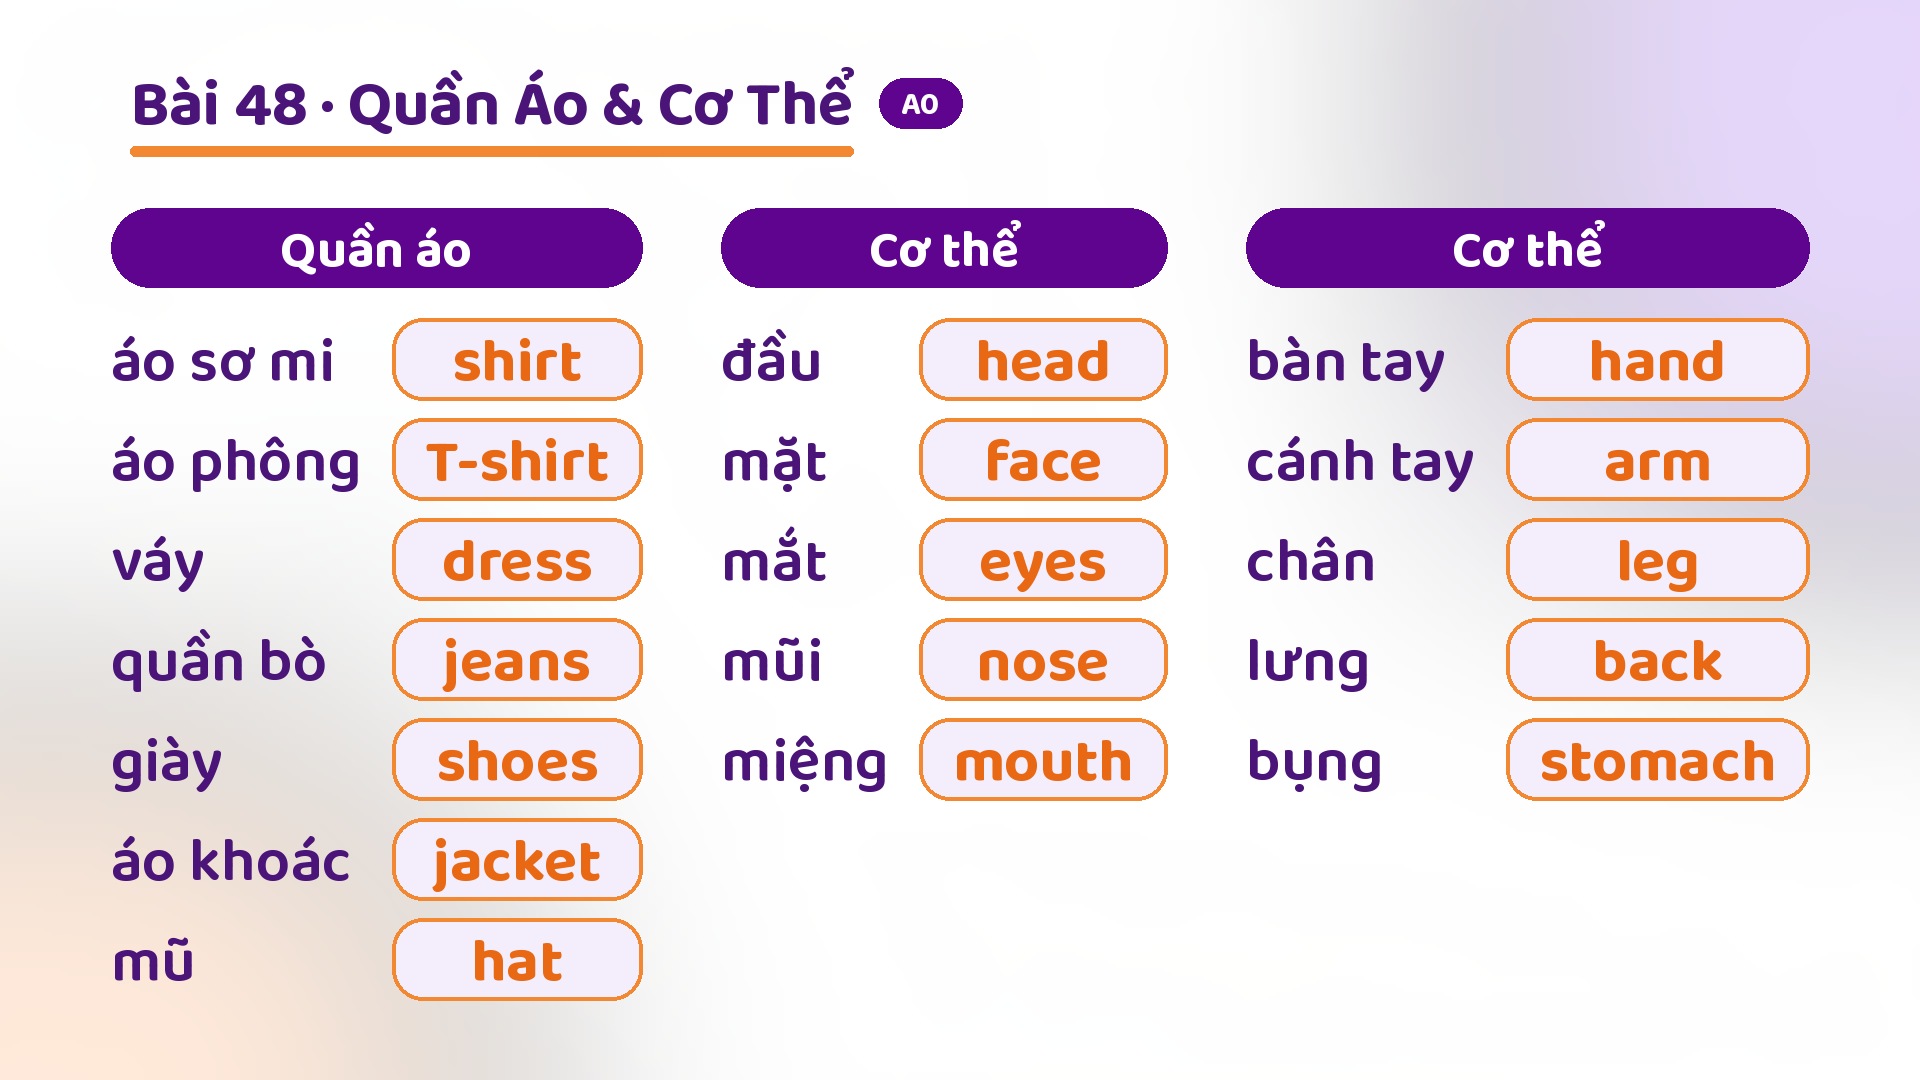 Bài 48 · Quần Áo & Cơ Thể A0
Quần áo
áo sơ mi shirt
áo phông T-shirt
váy dress
quần bò jeans
giày shoes
áo khoác jacket
mũ hat
Cơ thể
đầu head
mặt face
mắt eyes
mũi nose
miệng mouth
Cơ thể
bàn tay hand
cánh tay arm
chân leg
lưng back
bụng stomach